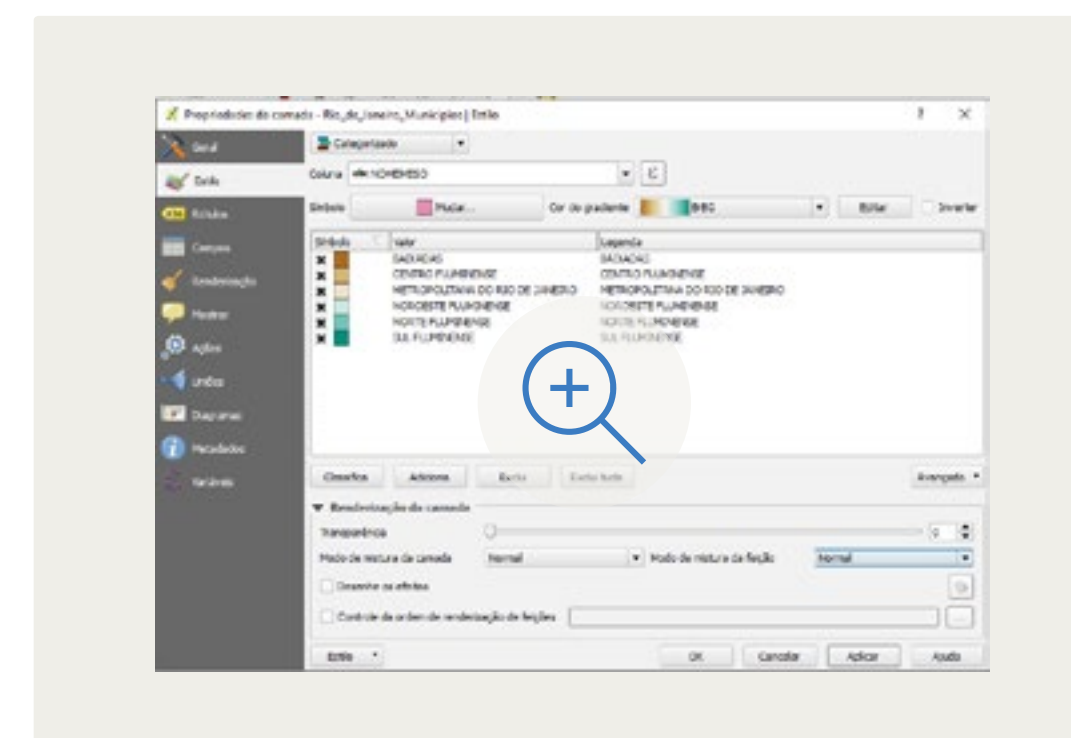 Propriedades da camada - Rio_de_Janeiro_Municipios | Estilo
? ×
Geral
Categorizado
Estilo
Coluna abc NOMEMESO
Símbolo Mudar... Cor do gradiente BrBG Editar Inverter
Rótulos
Campos
Símbolo Valor Legenda
BAIXADAS BAIXADAS
CENTRO FLUMINENSE CENTRO FLUMINENSE
METROPOLITANA DO RIO DE JANEIRO METROPOLITANA DO RIO DE JANEIRO
NOROESTE FLUMINENSE NOROESTE FLUMINENSE
NORTE FLUMINENSE NORTE FLUMINENSE
SUL FLUMINENSE SUL FLUMINENSE
Renderização
Mostrar
Ações
Uniões
Diagramas
Metadados
Variáveis
Classifica Adiciona Exclui Exclui tudo Avançado
Renderização da camada
Transparência 0
Modo de mistura da camada Normal Modo de mistura da feição Normal
Desenhe os efeitos
Controle da ordem de renderização de feições ...
Estilo OK Cancelar Aplicar Ajuda